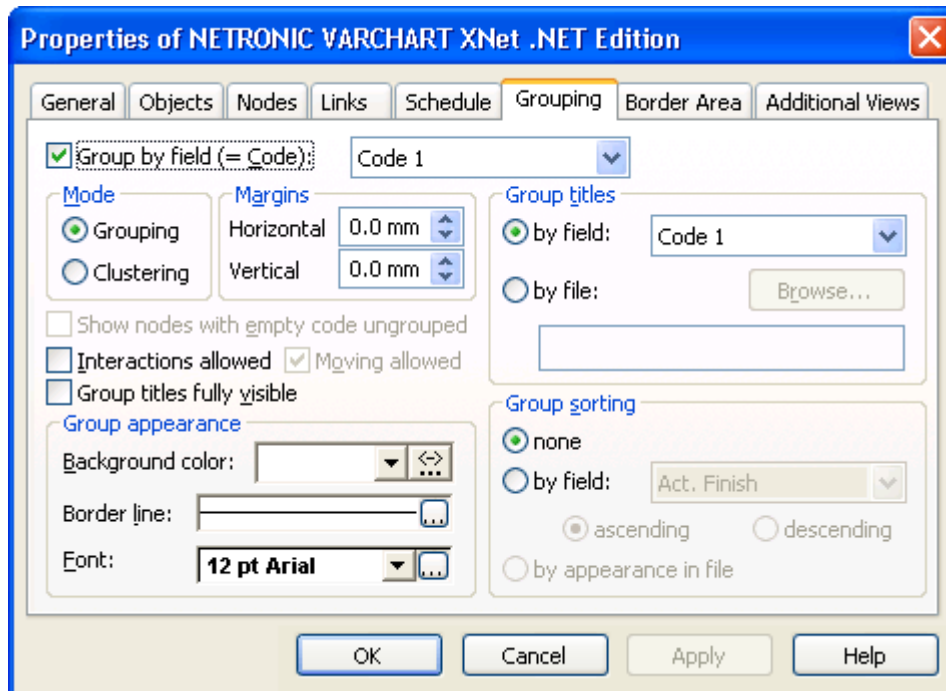 Properties of NETRONIC VARCHART XNet .NET Edition
General Objects Nodes Links Schedule Grouping Border Area Additional Views
Group by field (= Code): Code 1
Mode
Grouping
Clustering
Margins
Horizontal 0.0 mm
Vertical 0.0 mm
Group titles
by field: Code 1
by file: Browse...
Show nodes with empty code ungrouped
Interactions allowed Moving allowed
Group titles fully visible
Group appearance
Background color: <->...
Border line: ...
Font: 12 pt Arial ...
Group sorting
none
by field: Act. Finish
ascending descending
by appearance in file
OK Cancel Apply Help